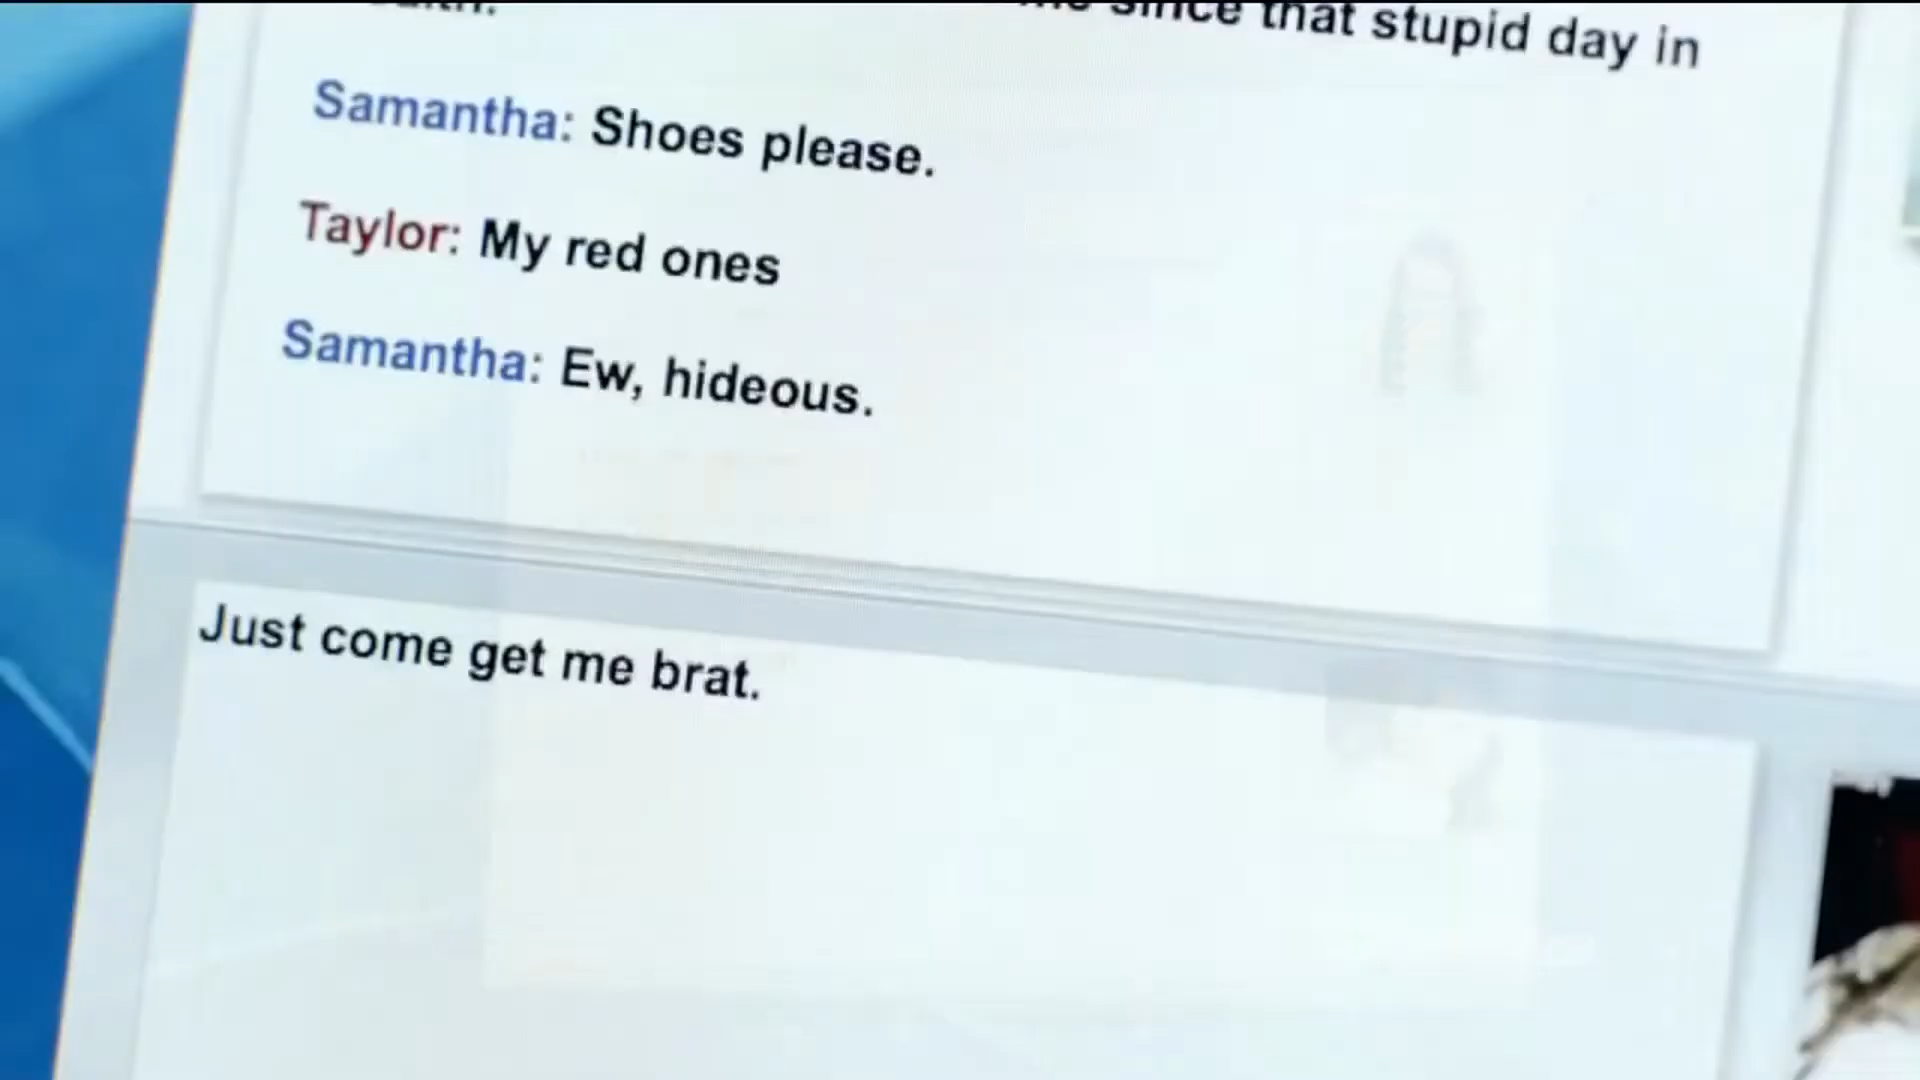 since that stupid day in
Samantha: Shoes please.
Taylor: My red ones
Samantha: Ew, hideous.
Just come get me brat.